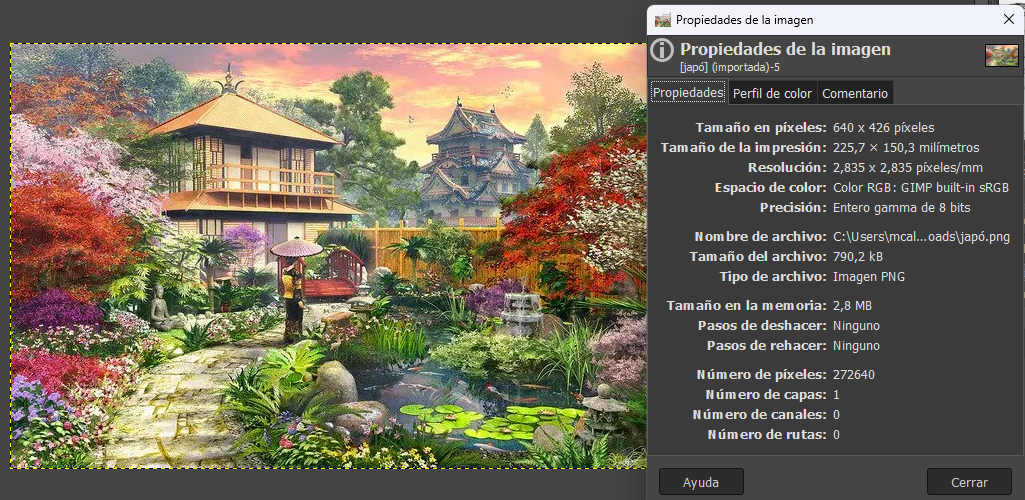 Propiedades de la imagen
Propiedades de la imagen
[japó] (importada)-5
Propiedades Perfil de color Comentario
Tamaño en píxeles: 640 x 426 píxeles
Tamaño de la impresión: 225,7 × 150,3 milímetros
Resolución: 2,835 x 2,835 píxeles/mm
Espacio de color: Color RGB: GIMP built-in sRGB
Precisión: Entero gamma de 8 bits
Nombre de archivo: C:\Users\mcal...oads\japó.png
Tamaño del archivo: 790,2 kB
Tipo de archivo: Imagen PNG
Tamaño en la memoria: 2,8 MB
Pasos de deshacer: Ninguno
Pasos de rehacer: Ninguno
Número de píxeles: 272640
Número de capas: 1
Número de canales: 0
Número de rutas: 0
Ayuda Cerrar